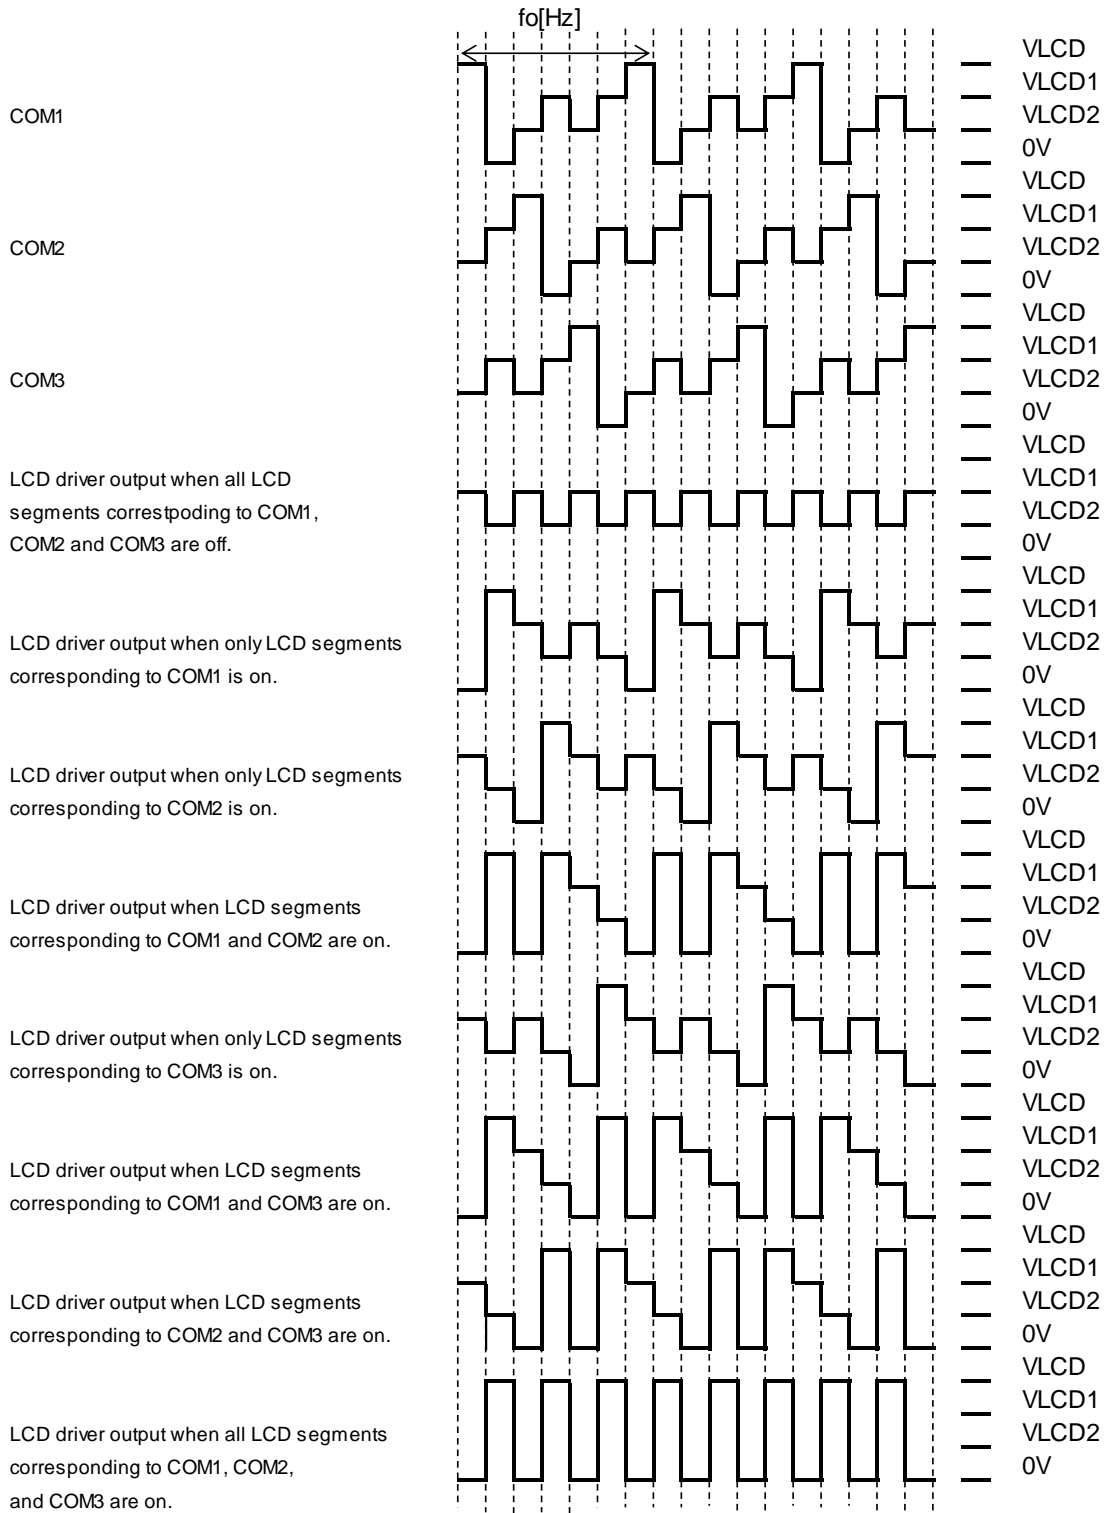 fo[Hz]
COM1
VLCD
VLCD1
VLCD2
0V
COM2
VLCD
VLCD1
VLCD2
0V
COM3
VLCD
VLCD1
VLCD2
0V
LCD driver output when all LCD
segments correstpoding to COM1,
COM2 and COM3 are off.
VLCD
VLCD1
VLCD2
0V
LCD driver output when only LCD segments
corresponding to COM1 is on.
VLCD
VLCD1
VLCD2
0V
LCD driver output when only LCD segments
corresponding to COM2 is on.
VLCD
VLCD1
VLCD2
0V
LCD driver output when LCD segments
corresponding to COM1 and COM2 are on.
VLCD
VLCD1
VLCD2
0V
LCD driver output when only LCD segments
corresponding to COM3 is on.
VLCD
VLCD1
VLCD2
0V
LCD driver output when LCD segments
corresponding to COM1 and COM3 are on.
VLCD
VLCD1
VLCD2
0V
LCD driver output when LCD segments
corresponding to COM2 and COM3 are on.
VLCD
VLCD1
VLCD2
0V
LCD driver output when all LCD segments
corresponding to COM1, COM2,
and COM3 are on.
VLCD
VLCD1
VLCD2
0V